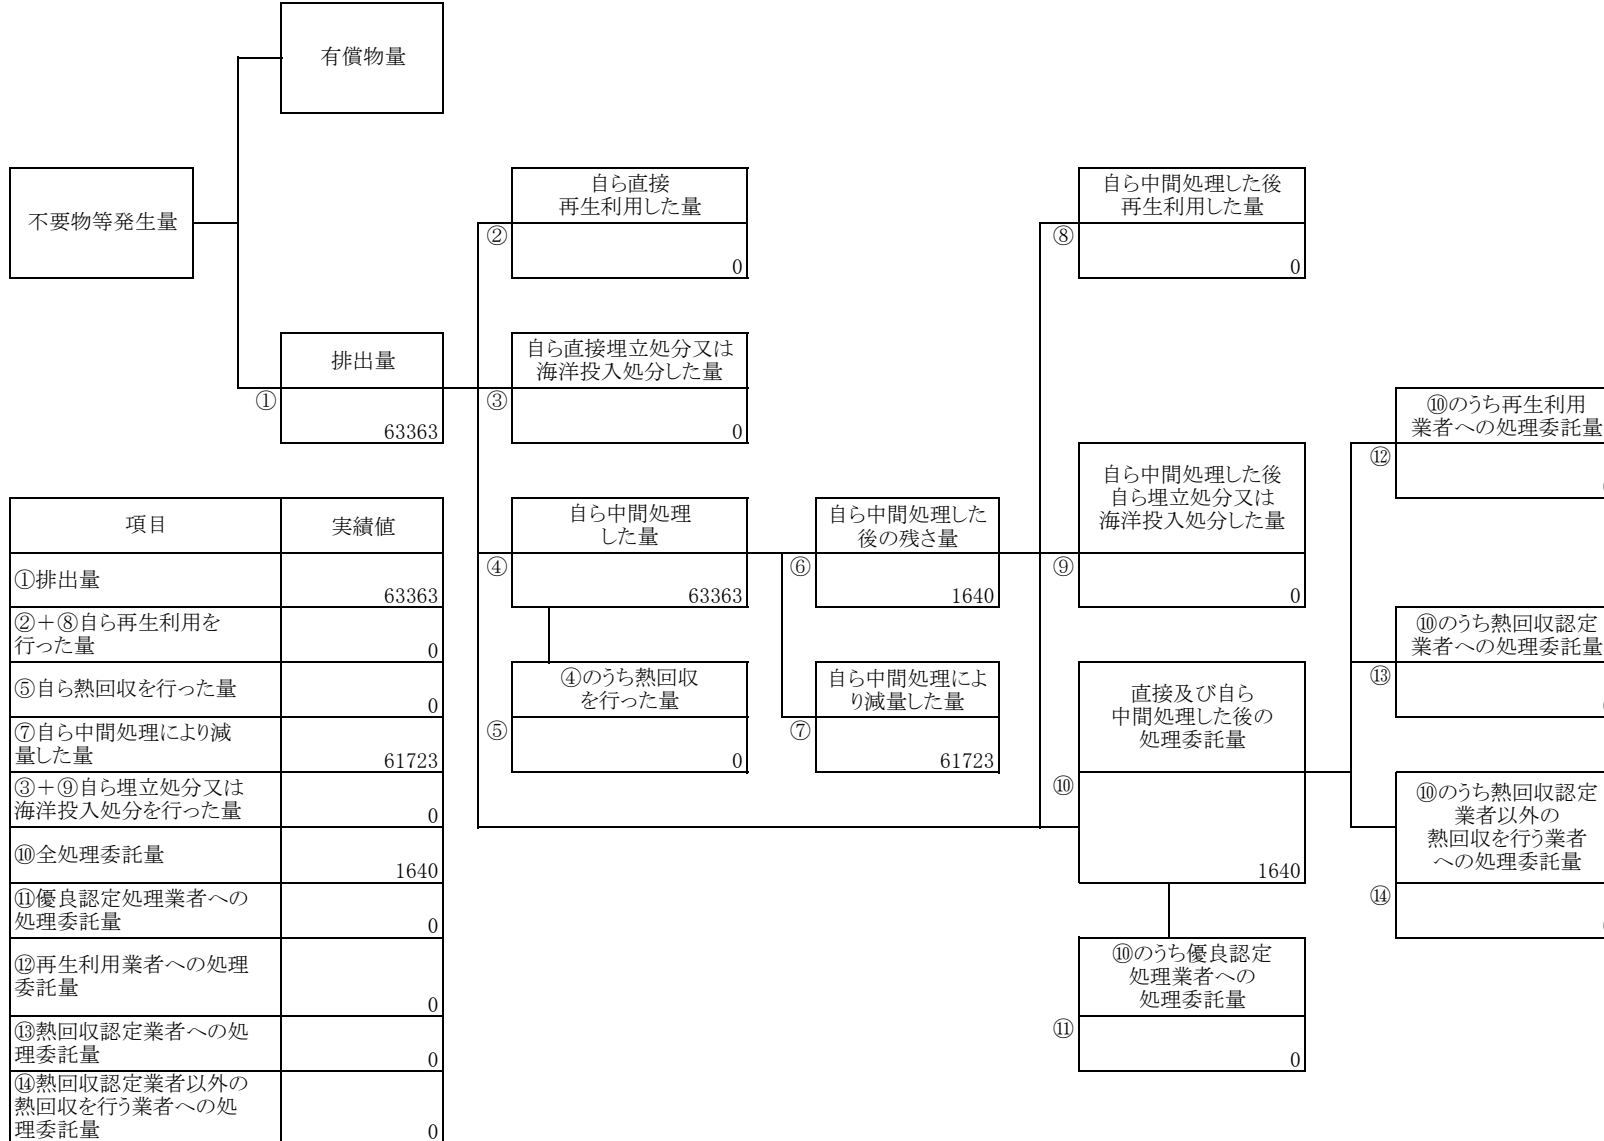 有償物量
不要物等発生量
自ら直接
再生利用した量
②
0
自ら中間処理した後
再生利用した量
⑧
0
排出量
①
63363
自ら直接埋立処分又は
海洋投入処分した量
③
0
⑩のうち再生利用
業者への処理委託量
⑫
自ら中間処理
した量
④
63363
自ら中間処理した
後の残さ量
⑥
1640
自ら中間処理した後
自ら埋立処分又は
海洋投入処分した量
⑨
0
⑩のうち熱回収認定
業者への処理委託量
⑬
④のうち熱回収
を行った量
⑤
0
自ら中間処理によ
り減量した量
⑦
61723
直接及び自ら
中間処理した後の
処理委託量
⑩
1640
⑩のうち熱回収認定
業者以外の
熱回収を行う業者
への処理委託量
⑭
⑩のうち優良認定
処理業者への
処理委託量
⑪
0
項目 実績値
①排出量
63363
②+⑧自ら再生利用を
行った量
0
⑤自ら熱回収を行った量
0
⑦自ら中間処理により減
量した量
61723
③+⑨自ら埋立処分又は
海洋投入処分を行った量
0
⑩全処理委託量
1640
⑪優良認定処理業者への
処理委託量
0
⑫再生利用業者への処理
委託量
0
⑬熱回収認定業者への処
理委託量
0
⑭熱回収認定業者以外の
熱回収を行う業者への処
理委託量
0